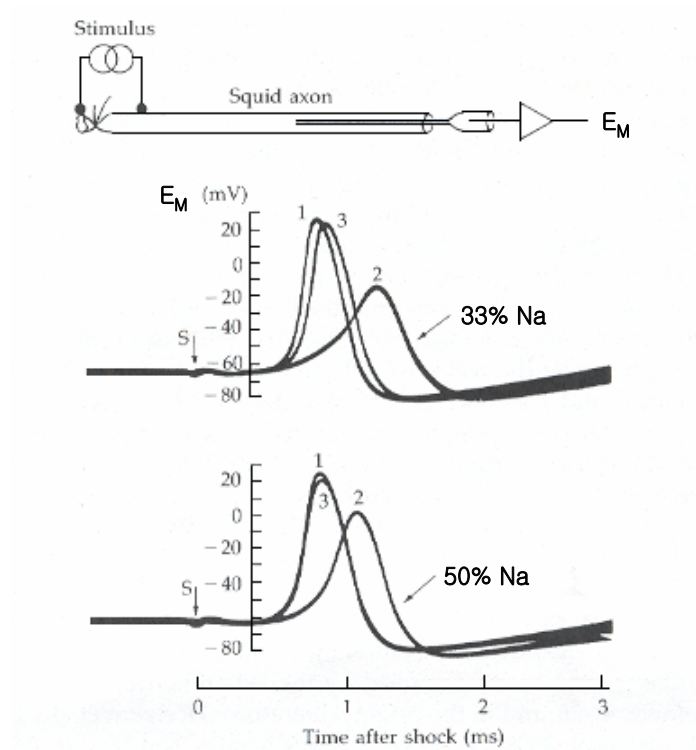 Stimulus
Squid axon
E_M
E_M (mV)
1 3
20
2
0
− 20
33% Na
− 40
S
− 60
− 80
1
20
3 2
0
− 20
50% Na
− 40
S
− 80
0 1 2 3
Time after shock (ms)